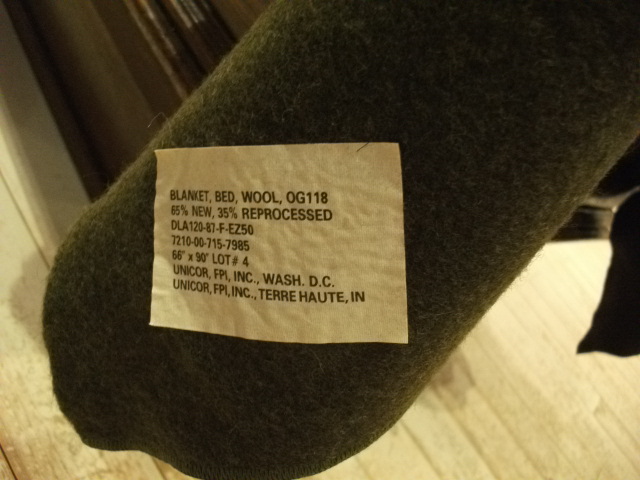 BLANKET, BED, WOOL, OG118
65% NEW, 35% REPROCESSED
DLA120-87-F-EZ50
7210-00-715-7985
66" x 90" LOT# 4
UNICOR, FPI, INC., WASH. D.C.
UNICOR, FPI, INC., TERRE HAUTE, IN